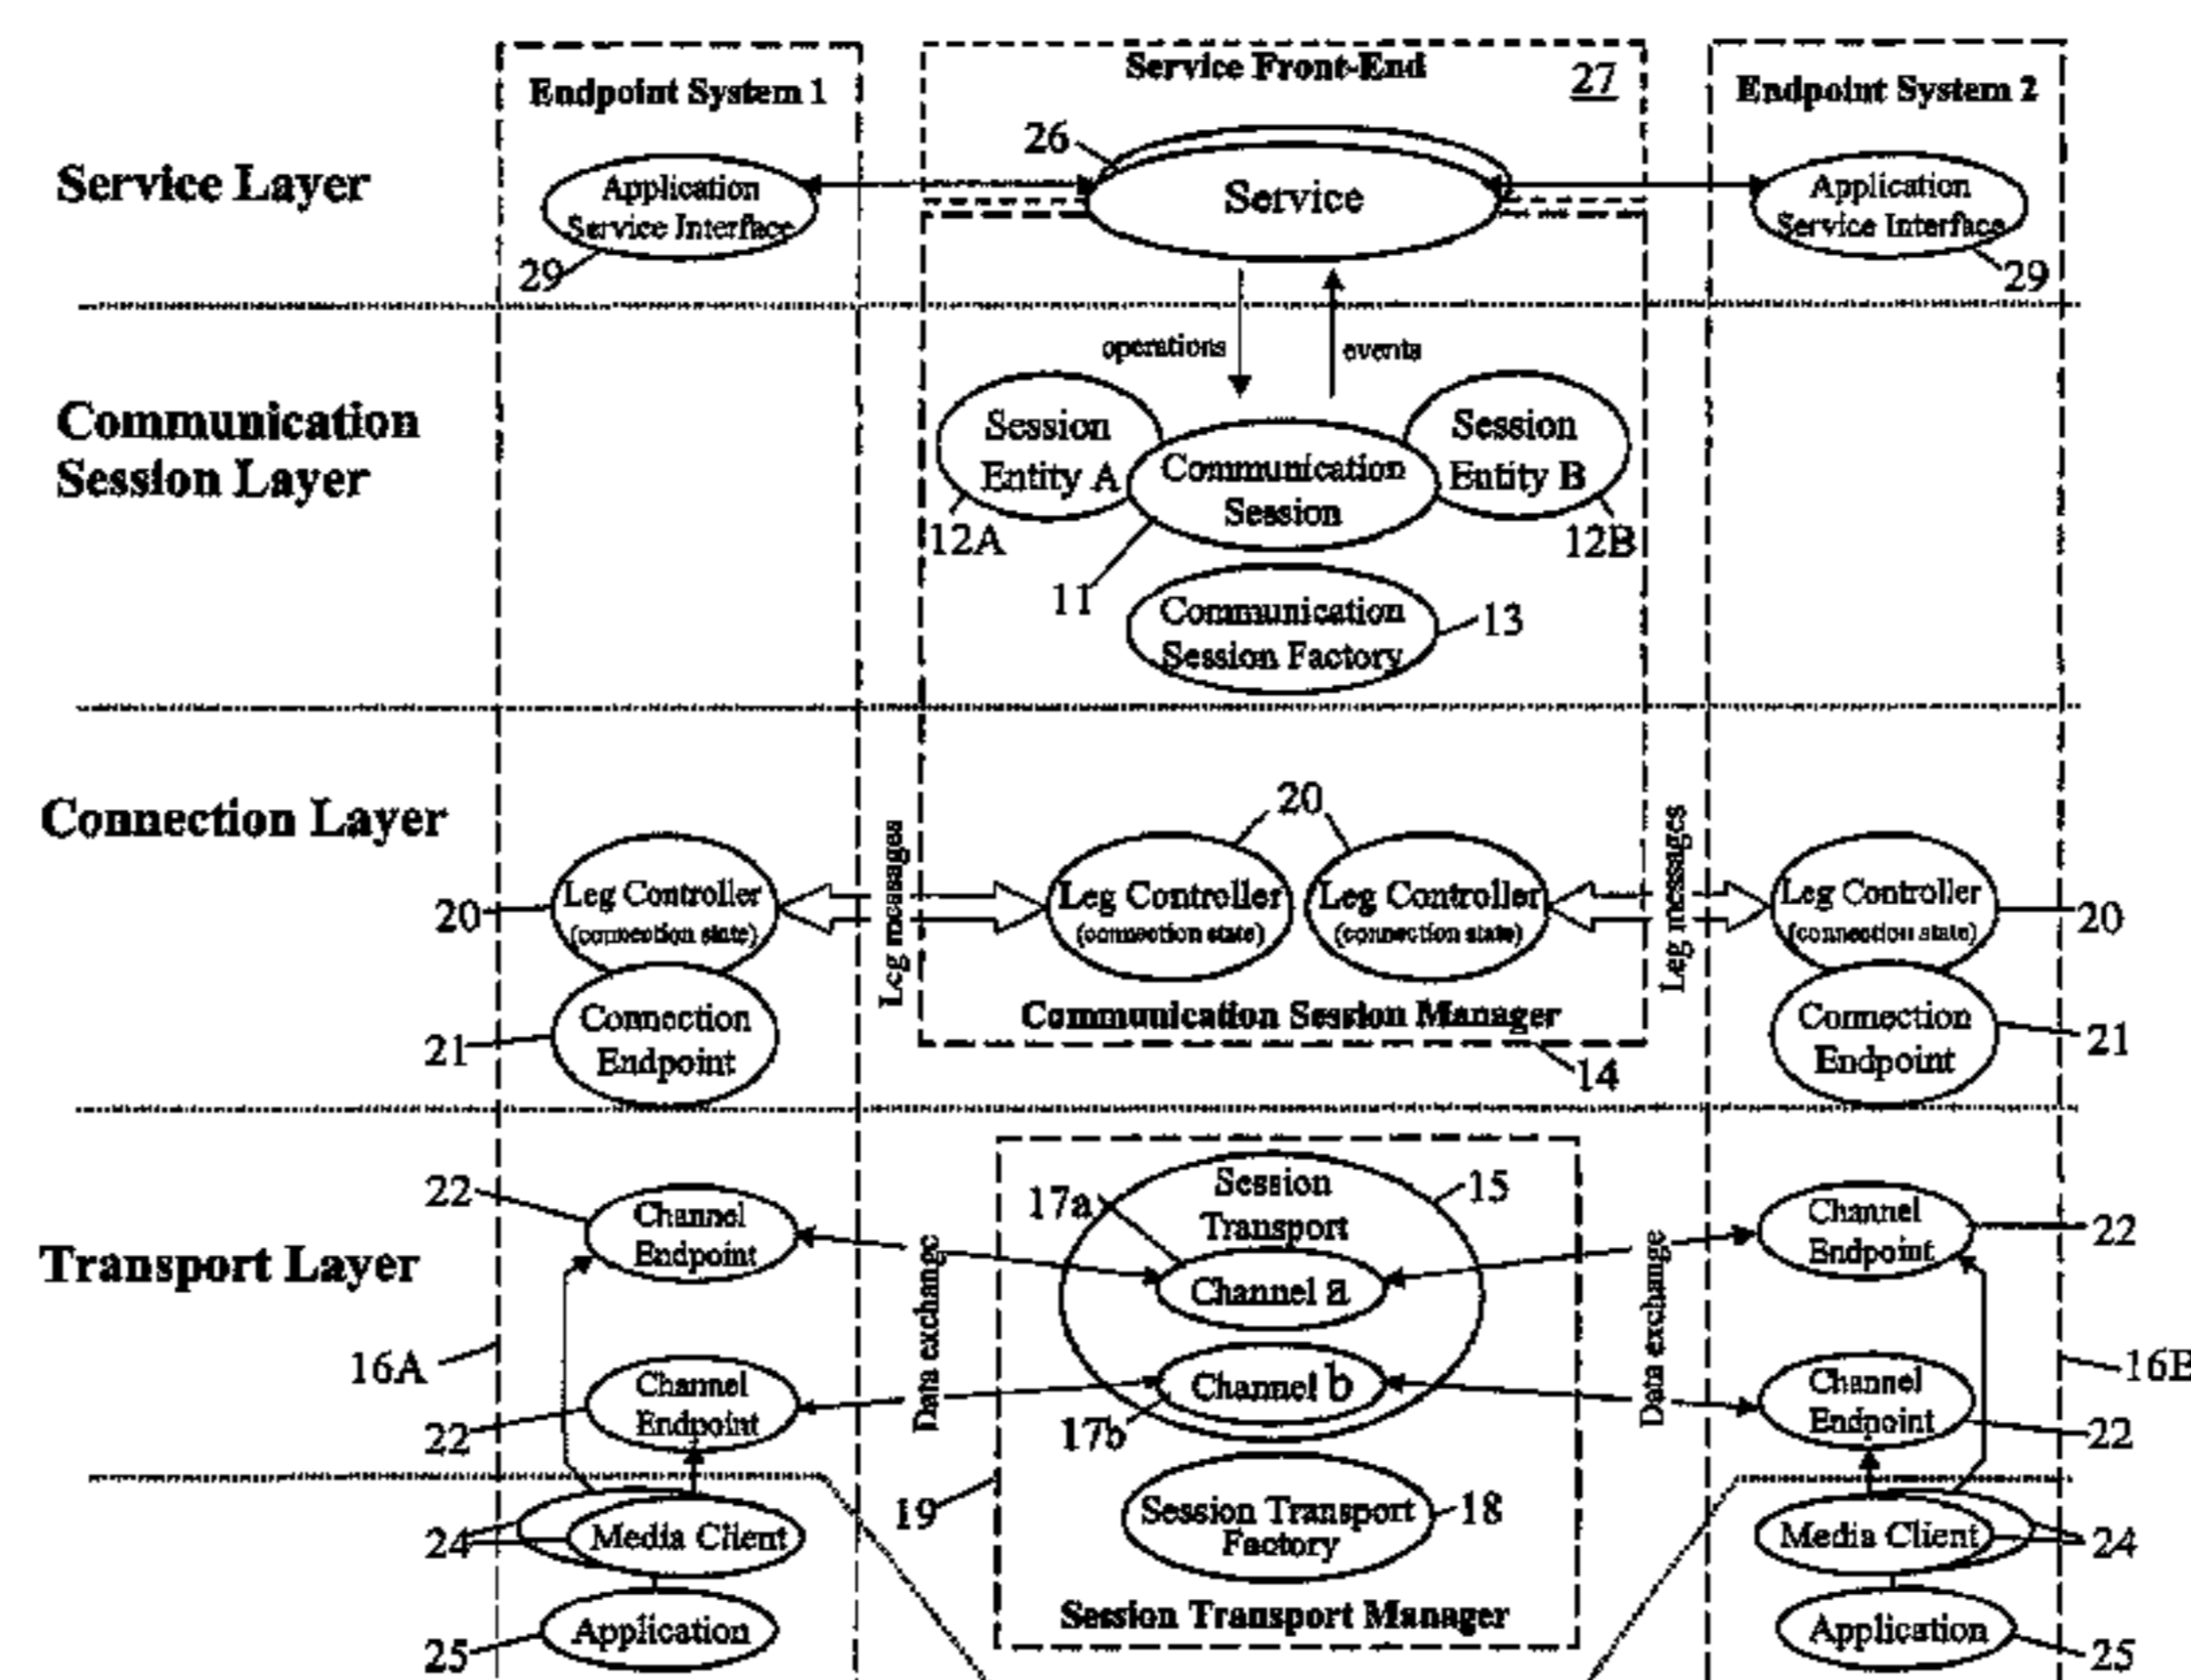 Endpoint System 1
Service Front-End
27
Endpoint System 2
26
Service Layer
Application
Service Interface
Service
Application
Service Interface
29
29
operations
events
Communication
Session Layer
Session
Entity A
Communication
Session
Session
Entity B
12A
12B
11
Communication
Session Factory
13
Connection Layer
20
Leg messages
Leg messages
Leg Controller
(connection state)
Leg Controller
(connection state)
Leg Controller
(connection state)
Leg Controller
(connection state)
20
20
Connection
Endpoint
Communication Session Manager
Connection
Endpoint
21
21
14
22
Channel
Endpoint
17a
Session
Transport
15
Channel
Endpoint
22
Transport Layer
Data exchange
Channel a
Data exchange
16A
Channel
Endpoint
Channel b
Channel
Endpoint
16B
22
17b
22
24
Media Client
19
Session Transport
Factory
18
Media Client
24
25
Application
Session Transport Manager
Application
25